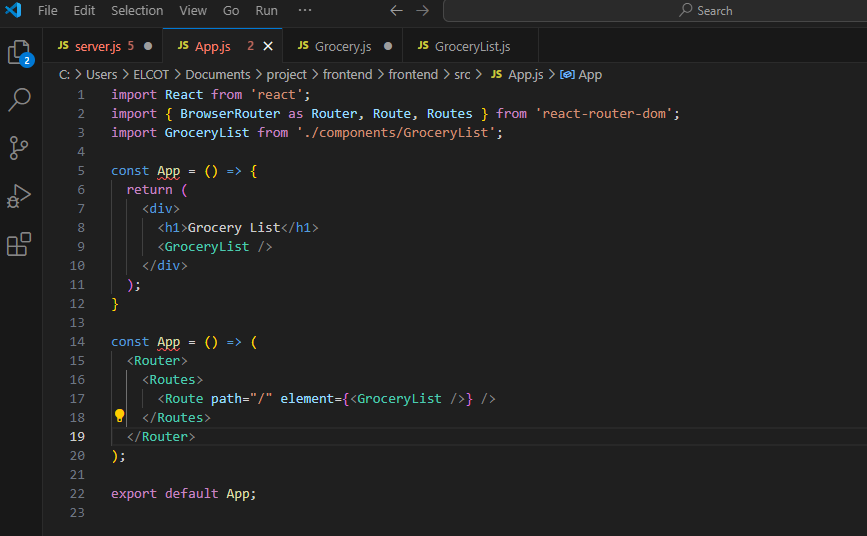 File Edit Selection View Go Run ··· Search
JS server.js 5 JS App.js 2 JS Grocery.js JS GroceryList.js
C: > Users > ELCOT > Documents > project > frontend > frontend > src > JS App.js > App
2
1 import React from 'react';
2 import { BrowserRouter as Router, Route, Routes } from 'react-router-dom';
3 import GroceryList from './components/GroceryList';
4
5 const App = () => {
6 return (
7 <div>
8 <h1>Grocery List</h1>
9 <GroceryList />
10 </div>
11 );
12 }
13
14 const App = () => (
15 <Router>
16 <Routes>
17 <Route path="/" element={<GroceryList />} />
18 </Routes>
19 </Router>
20 );
21
22 export default App;
23